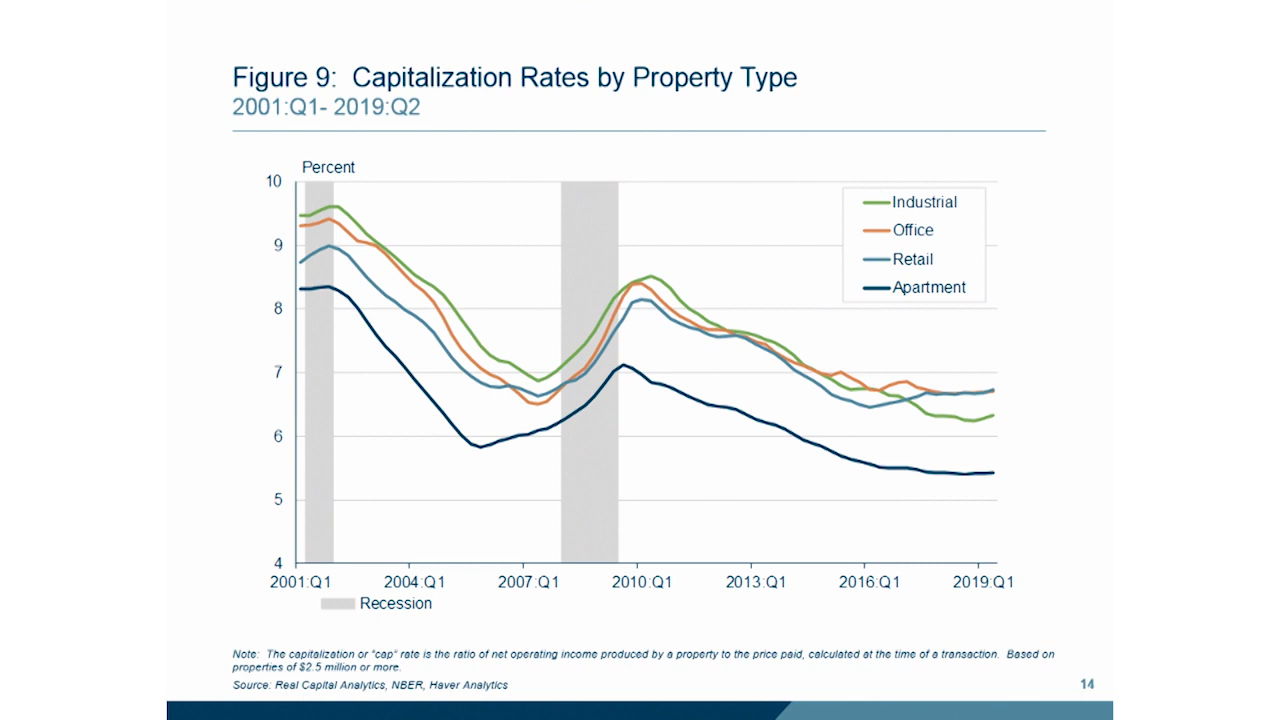 Figure 9:  Capitalization Rates by Property Type
2001:Q1- 2019:Q2
Percent
10
9
8
7
6
5
4
Industrial
Office
Retail
Apartment
2001:Q1 2004:Q1 2007:Q1 2010:Q1 2013:Q1 2016:Q1 2019:Q1
Recession
Note:  The capitalization or "cap" rate is the ratio of net operating income produced by a property to the price paid, calculated at the time of a transaction.  Based on
properties of $2.5 million or more.
Source: Real Capital Analytics, NBER, Haver Analytics
14